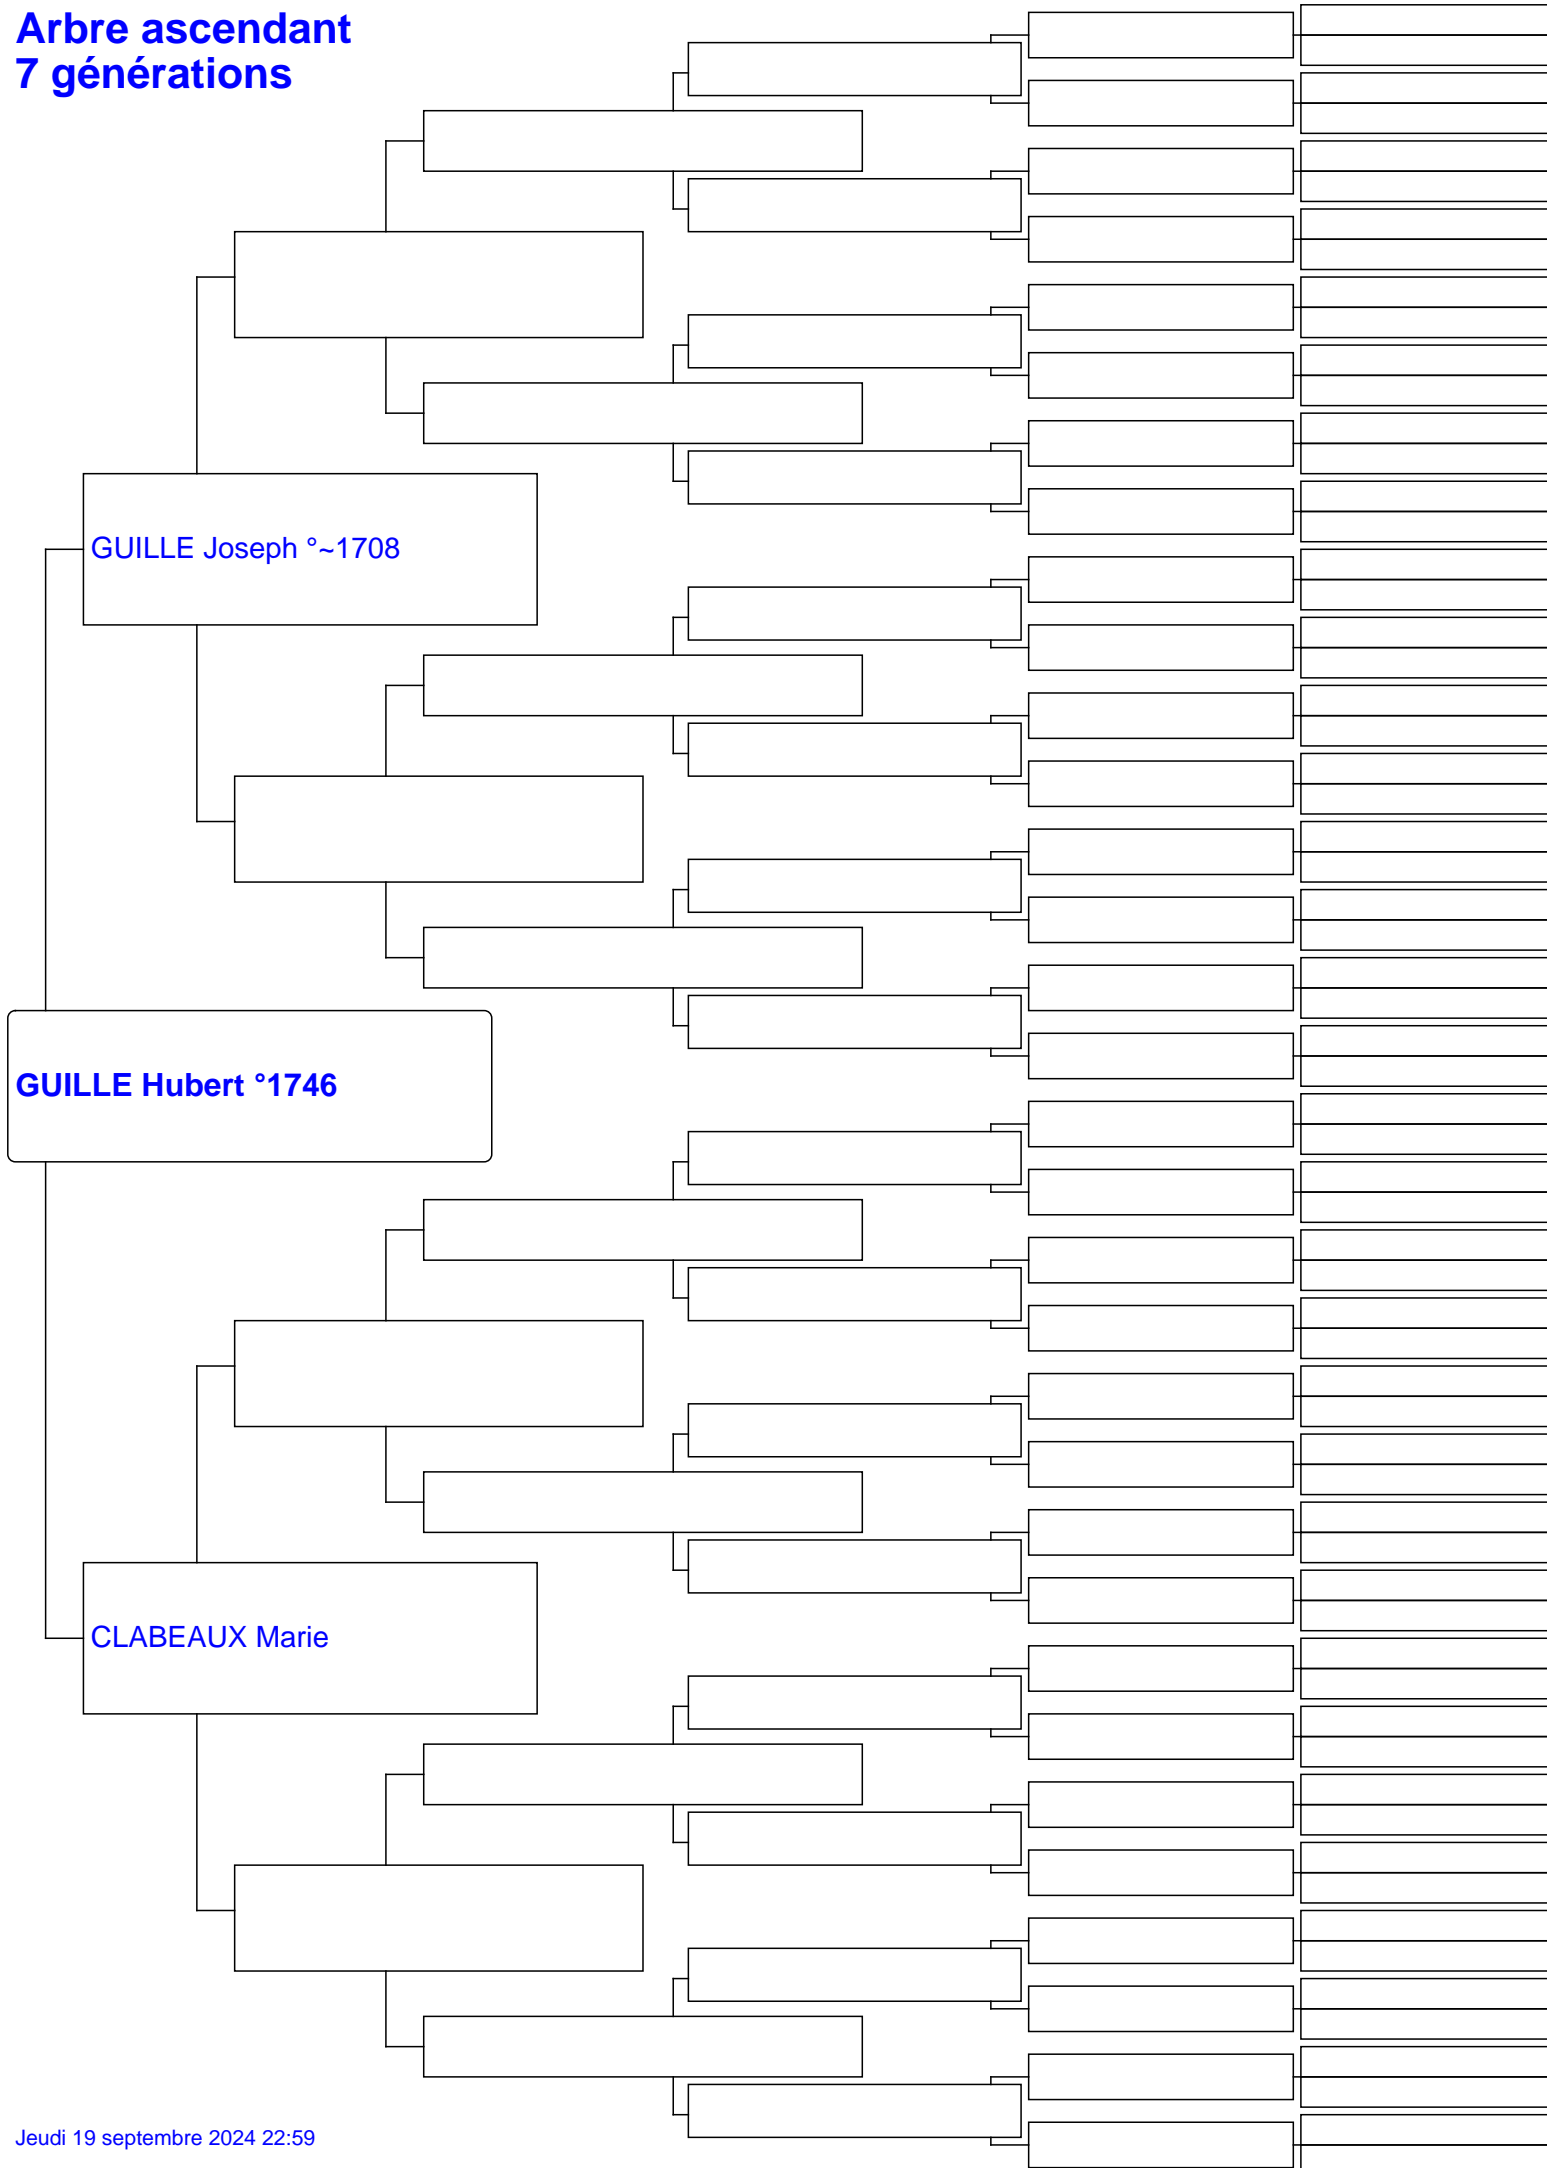 Arbre ascendant
7 générations
GUILLE Joseph °~1708
GUILLE Hubert °1746
CLABEAUX Marie
Jeudi 19 septembre 2024 22:59